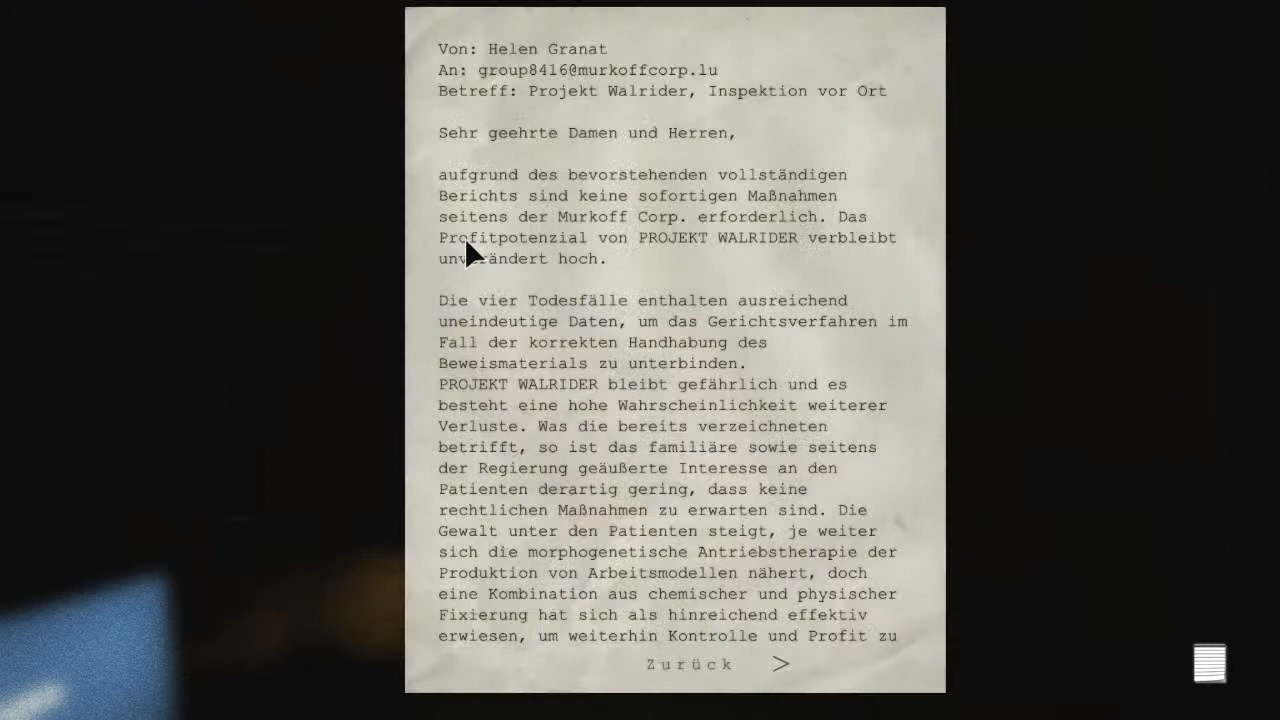 Von: Helen Granat
An: group8416@murkoffcorp.lu
Betreff: Projekt Walrider, Inspektion vor Ort
Sehr geehrte Damen und Herren,
aufgrund des bevorstehenden vollständigen
Berichts sind keine sofortigen Maßnahmen
seitens der Murkoff Corp. erforderlich. Das
Profitpotenzial von PROJEKT WALRIDER verbleibt
unverändert hoch.
Die vier Todesfälle enthalten ausreichend
uneindeutige Daten, um das Gerichtsverfahren im
Fall der korrekten Handhabung des
Beweismaterials zu unterbinden.
PROJEKT WALRIDER bleibt gefährlich und es
besteht eine hohe Wahrscheinlichkeit weiterer
Verluste. Was die bereits verzeichneten
betrifft, so ist das familiäre sowie seitens
der Regierung geäußerte Interesse an den
Patienten derartig gering, dass keine
rechtlichen Maßnahmen zu erwarten sind. Die
Gewalt unter den Patienten steigt, je weiter
sich die morphogenetische Antriebstherapie der
Produktion von Arbeitsmodellen nähert, doch
eine Kombination aus chemischer und physischer
Fixierung hat sich als hinreichend effektiv
erwiesen, um weiterhin Kontrolle und Profit zu
Zurück >